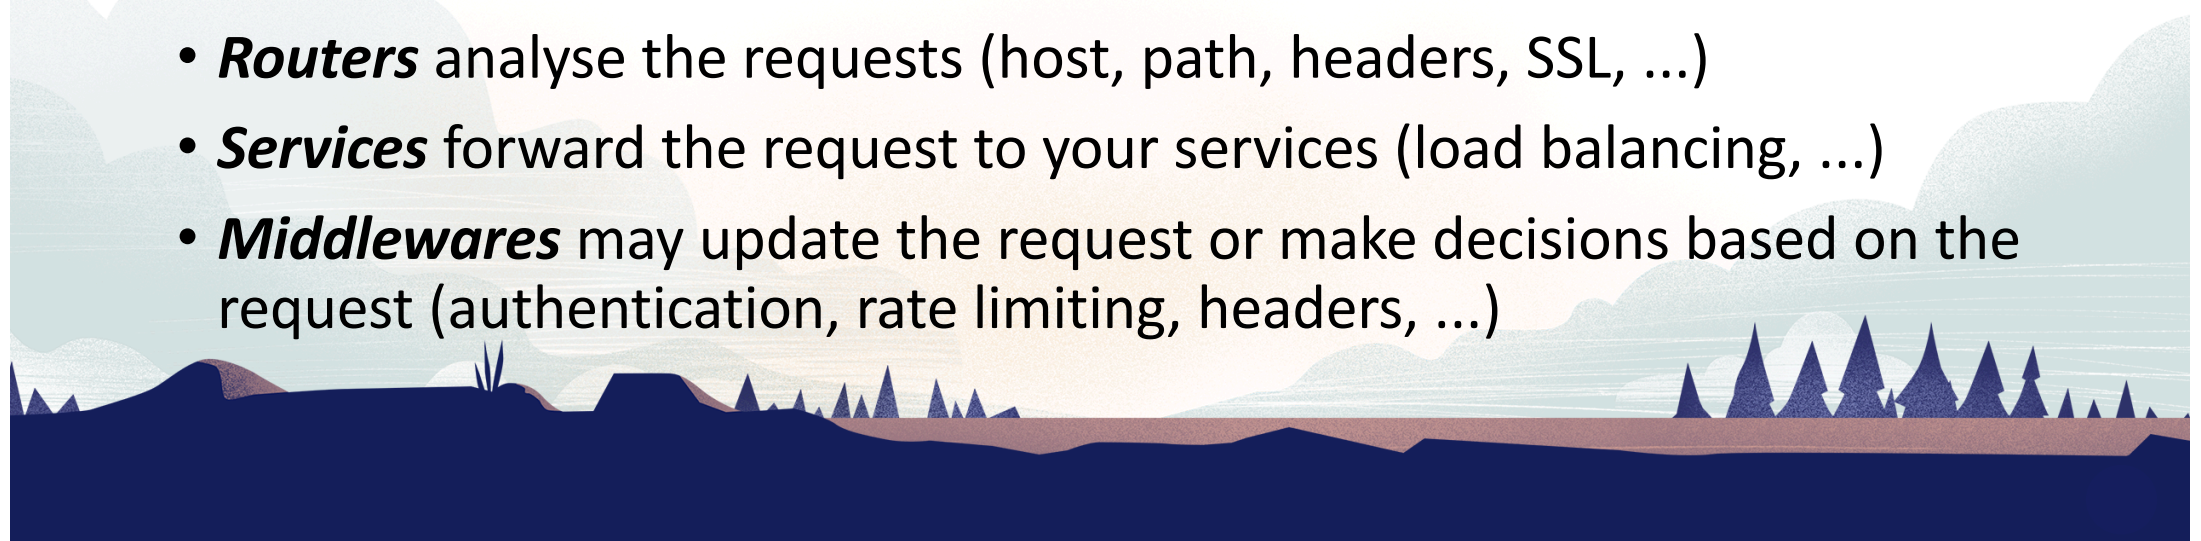 • Routers analyse the requests (host, path, headers, SSL, ...)
• Services forward the request to your services (load balancing, ...)
• Middlewares may update the request or make decisions based on the
request (authentication, rate limiting, headers, ...)